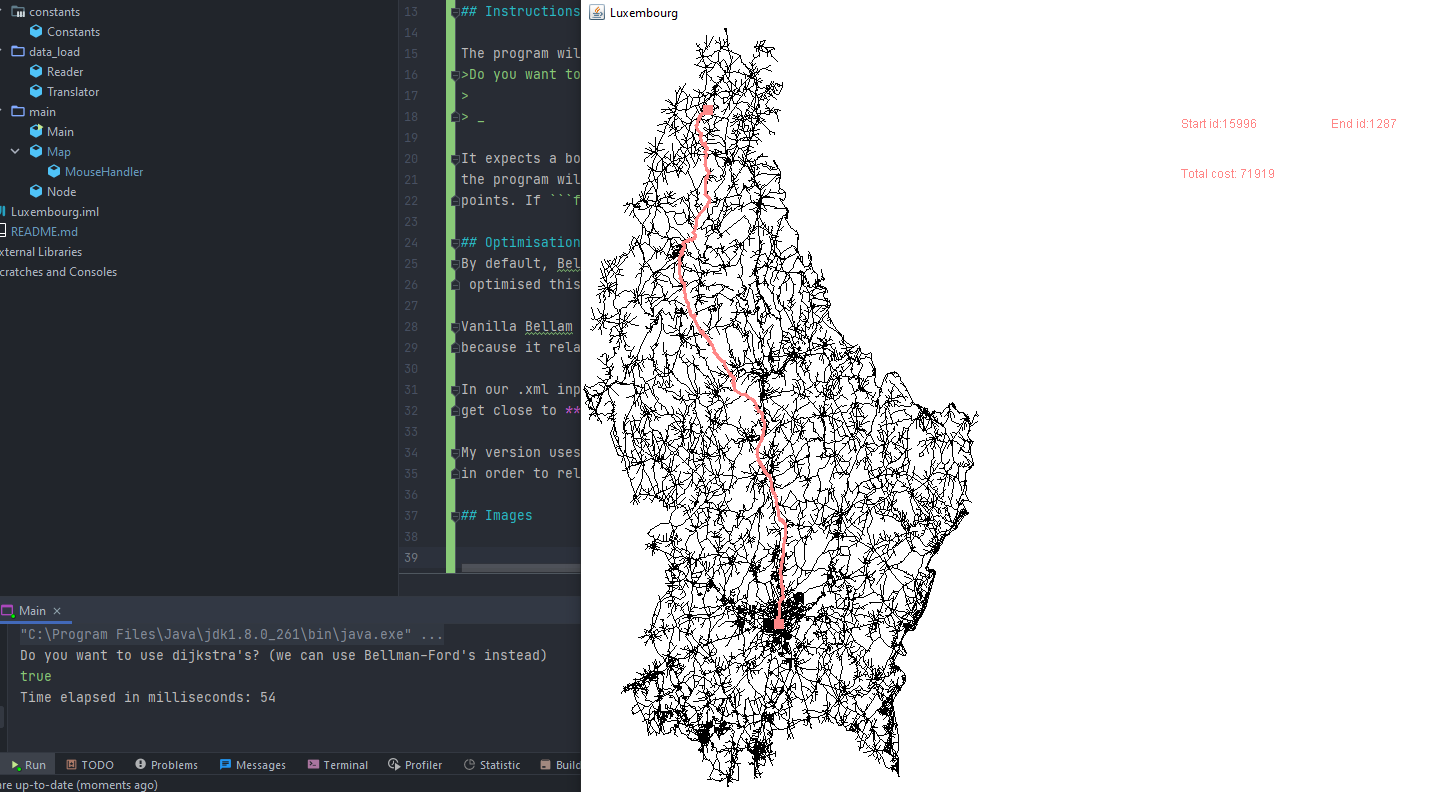 constants
Constants
data_load
Reader
Translator
main
Main
Map
MouseHandler
Node
Luxembourg.iml
README.md
xternal Libraries
cratches and Consoles
13 ## Instructions
14
15 The program wil
16 >Do you want to
17 >
18 > _
19
20 It expects a bo
21 the program wil
22 points. If ```f
23
24 ## Optimisation
25 By default, Bel
26 optimised this
27
28 Vanilla Bellam
29 because it rela
30
31 In our .xml inp
32 get close to **
33
34 My version uses
35 in order to rel
36
37 ## Images
38
39
Luxembourg
Start id:15996 End id:1287
Total cost: 71919
Main ×
"C:\Program Files\Java\jdk1.8.0_261\bin\java.exe" ...
Do you want to use dijkstra's? (we can use Bellman-Ford's instead)
true
Time elapsed in milliseconds: 54
Run TODO Problems Messages Terminal Profiler Statistic Build
re up-to-date (moments ago)